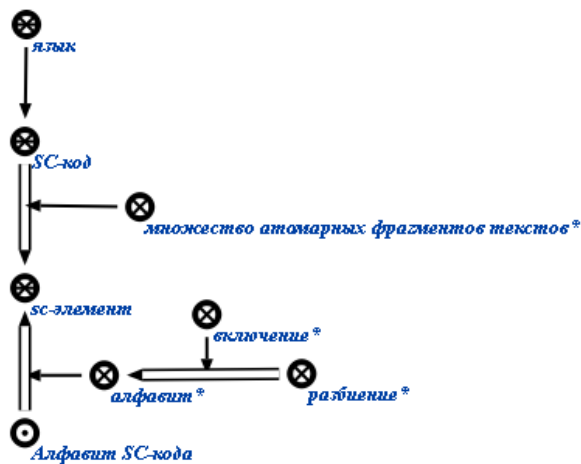 язык
SC-код
множество атомарных фрагментов текстов*
sc-элемент
включение*
алфавит*
разбиение*
Алфавит SC-кода